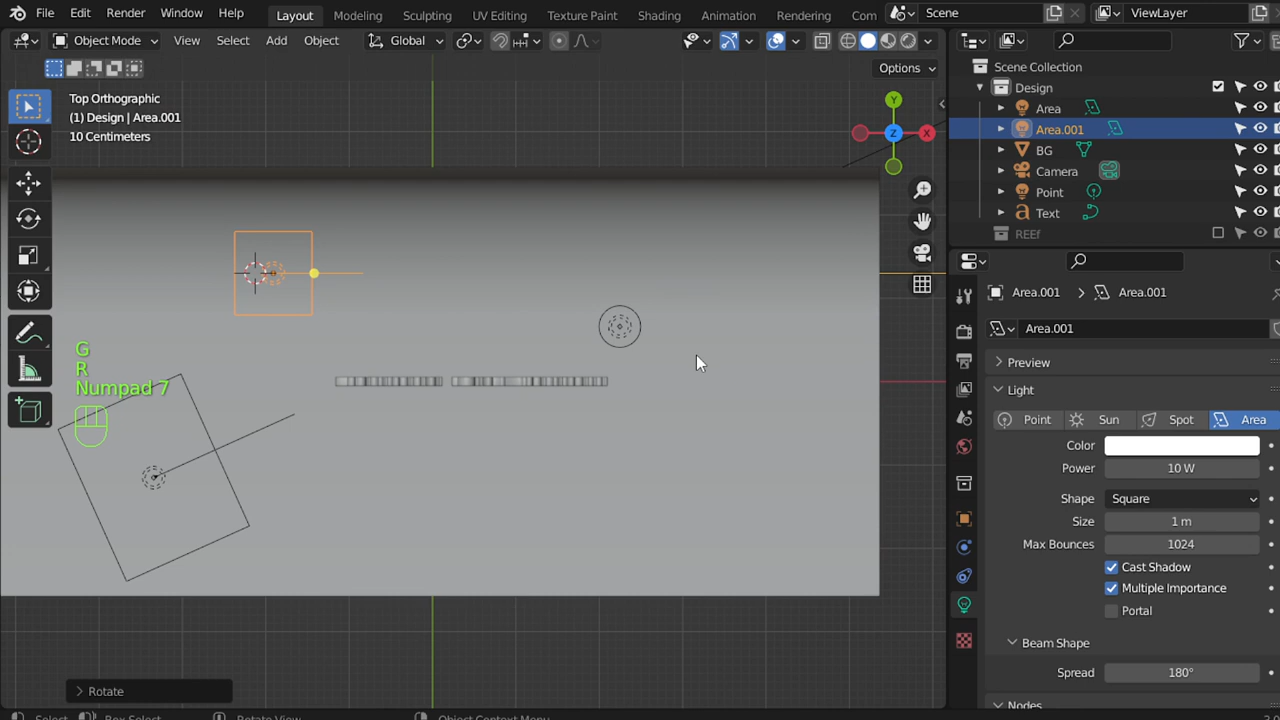 File Edit Render Window Help Layout Modeling Sculpting UV Editing Texture Paint Shading Animation Rendering Com Scene ViewLayer
Object Mode View Select Add Object Global
Options
Top Orthographic
(1) Design | Area.001
10 Centimeters
Y
X
Z
G
R
Numpad 7
Rotate
Scene Collection
Design
Area
Area.001
BG
Camera
Point
Text
REEf
Area.001 Area.001
Area.001
Preview
Light
Point Sun Spot Area
Color
Power 10 W
Shape Square
Size 1 m
Max Bounces 1024
Cast Shadow
Multiple Importance
Portal
Beam Shape
Spread 180°
Nodes
Select Box Select Rotate View Object Context Menu